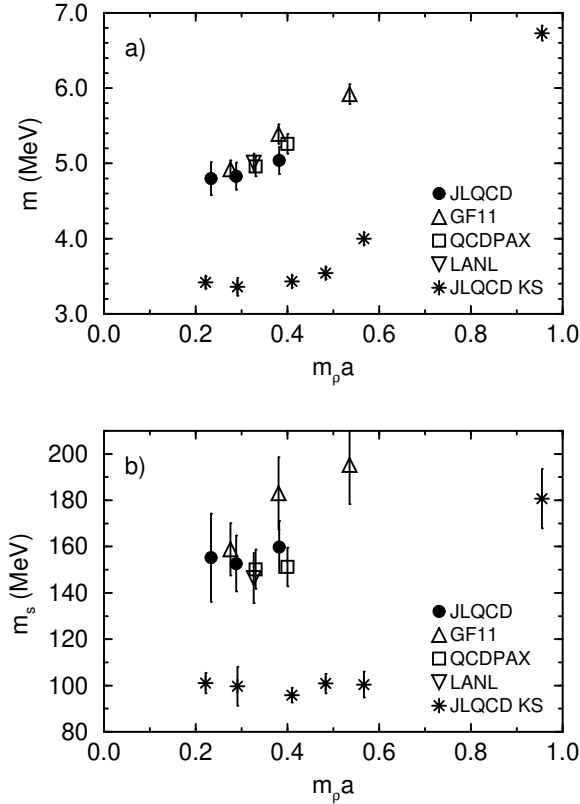 7.0
a)
6.0
m (MeV)
5.0
JLQCD
GF11
QCDPAX
4.0
LANL
JLQCD KS
3.0
0.0 0.2 0.4 0.6 0.8 1.0
mρa
200
b)
180
160
mₛ (MeV)
140
JLQCD
120
GF11
QCDPAX
100
LANL
JLQCD KS
80
0.0 0.2 0.4 0.6 0.8 1.0
mρa